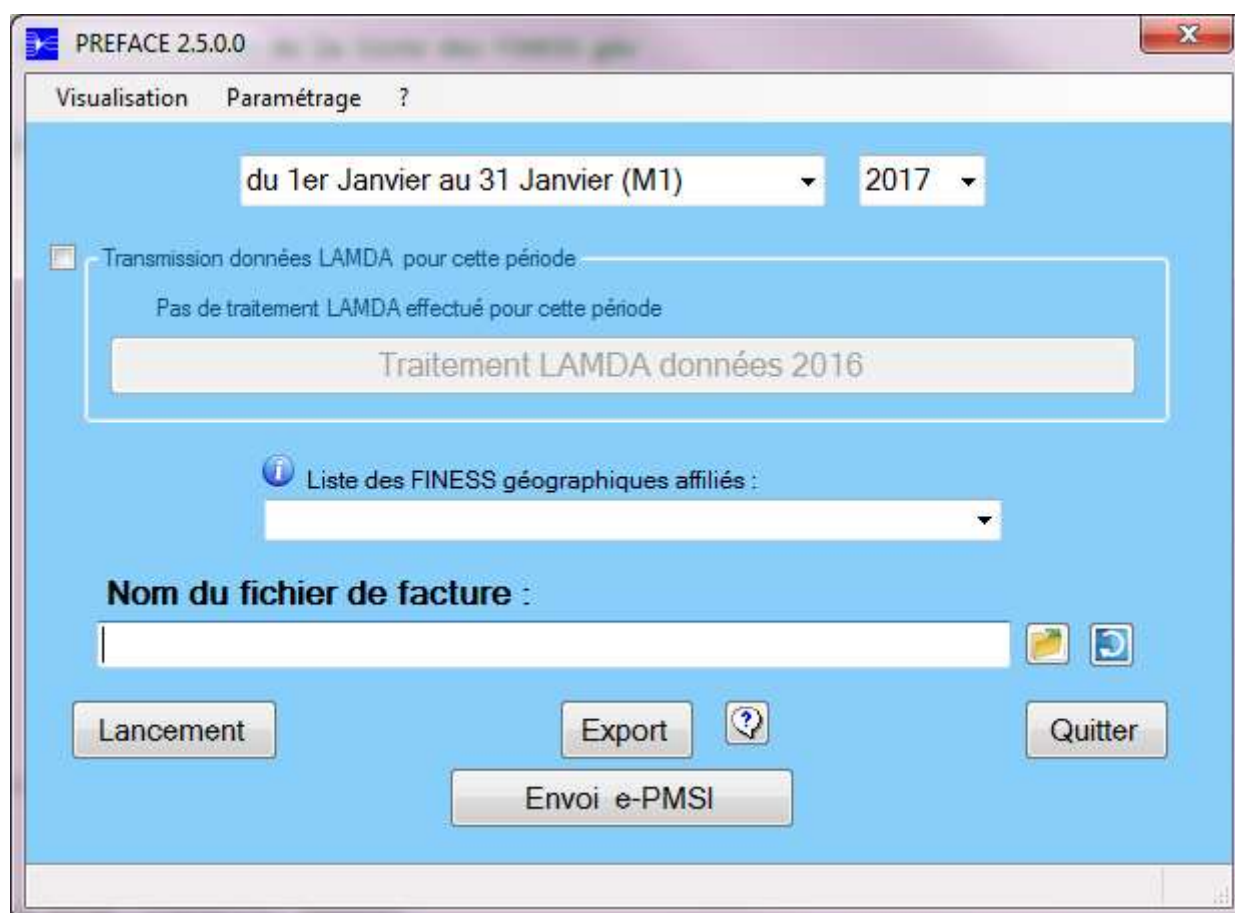 PREFACE 2.5.0.0
Visualisation Paramétrage ?
du 1er Janvier au 31 Janvier (M1) 2017
Transmission données LAMDA pour cette période
Pas de traitement LAMDA effectué pour cette période
Traitement LAMDA données 2016
Liste des FINESS géographiques affiliés :
Nom du fichier de facture :
Lancement Export Quitter
Envoi e-PMSI